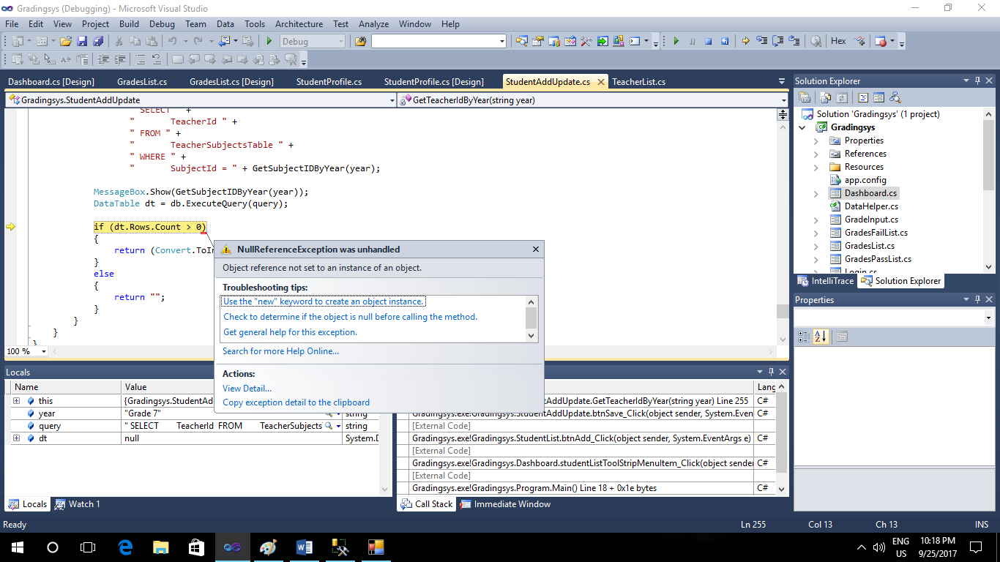 Gradingsys (Debugging) - Microsoft Visual Studio
File Edit View Project Build Debug Team Data Tools Architecture Test Analyze Window Help
Debug
Hex
Dashboard.cs [Design] GradesList.cs GradesList.cs [Design] StudentProfile.cs StudentProfile.cs [Design] StudentAddUpdate.cs TeacherList.cs
Gradingsys.StudentAddUpdate GetTeacherIdByYear(string year)
" SELECT " +
" TeacherId " +
" FROM " +
" TeacherSubjectsTable " +
" WHERE " +
" SubjectId = " + GetSubjectIDByYear(year);
MessageBox.Show(GetSubjectIDByYear(year));
DataTable dt = db.ExecuteQuery(query);
if (dt.Rows.Count > 0)
{
return (Convert.ToIn
}
else
{
return "";
}
}
}
}
100 %
NullReferenceException was unhandled
Object reference not set to an instance of an object.
Troubleshooting tips:
Use the "new" keyword to create an object instance.
Check to determine if the object is null before calling the method.
Get general help for this exception.
Search for more Help Online...
Actions:
View Detail...
Copy exception detail to the clipboard
Solution Explorer
Solution 'Gradingsys' (1 project)
Gradingsys
Properties
References
Resources
app.config
Dashboard.cs
DataHelper.cs
GradeInput.cs
GradesFailList.cs
GradesList.cs
GradesPassList.cs
Login.cs
IntelliTrace Solution Explorer
Properties
Locals
Name Value
this {Gradingsys.StudentAd
year "Grade 7" string
query " SELECT TeacherId FROM TeacherSubjects string
dt null System.D
Locals Watch 1
Lang
ddUpdate.GetTeacherIdByYear(string year) Line 255 C#
Gradingsys.exe!Gradingsys.StudentAddUpdate.btnSave_Click(object sender, System.Even C#
[External Code]
Gradingsys.exe!Gradingsys.StudentList.btnAdd_Click(object sender, System.EventArgs e) C#
[External Code]
Gradingsys.exe!Gradingsys.Dashboard.studentListToolStripMenuItem_Click(object sende C#
[External Code]
Gradingsys.exe!Gradingsys.Program.Main() Line 18 + 0x1e bytes C#
Call Stack Immediate Window
Ready Ln 255 Col 13 Ch 13 INS
ENG
US
10:18 PM
9/25/2017